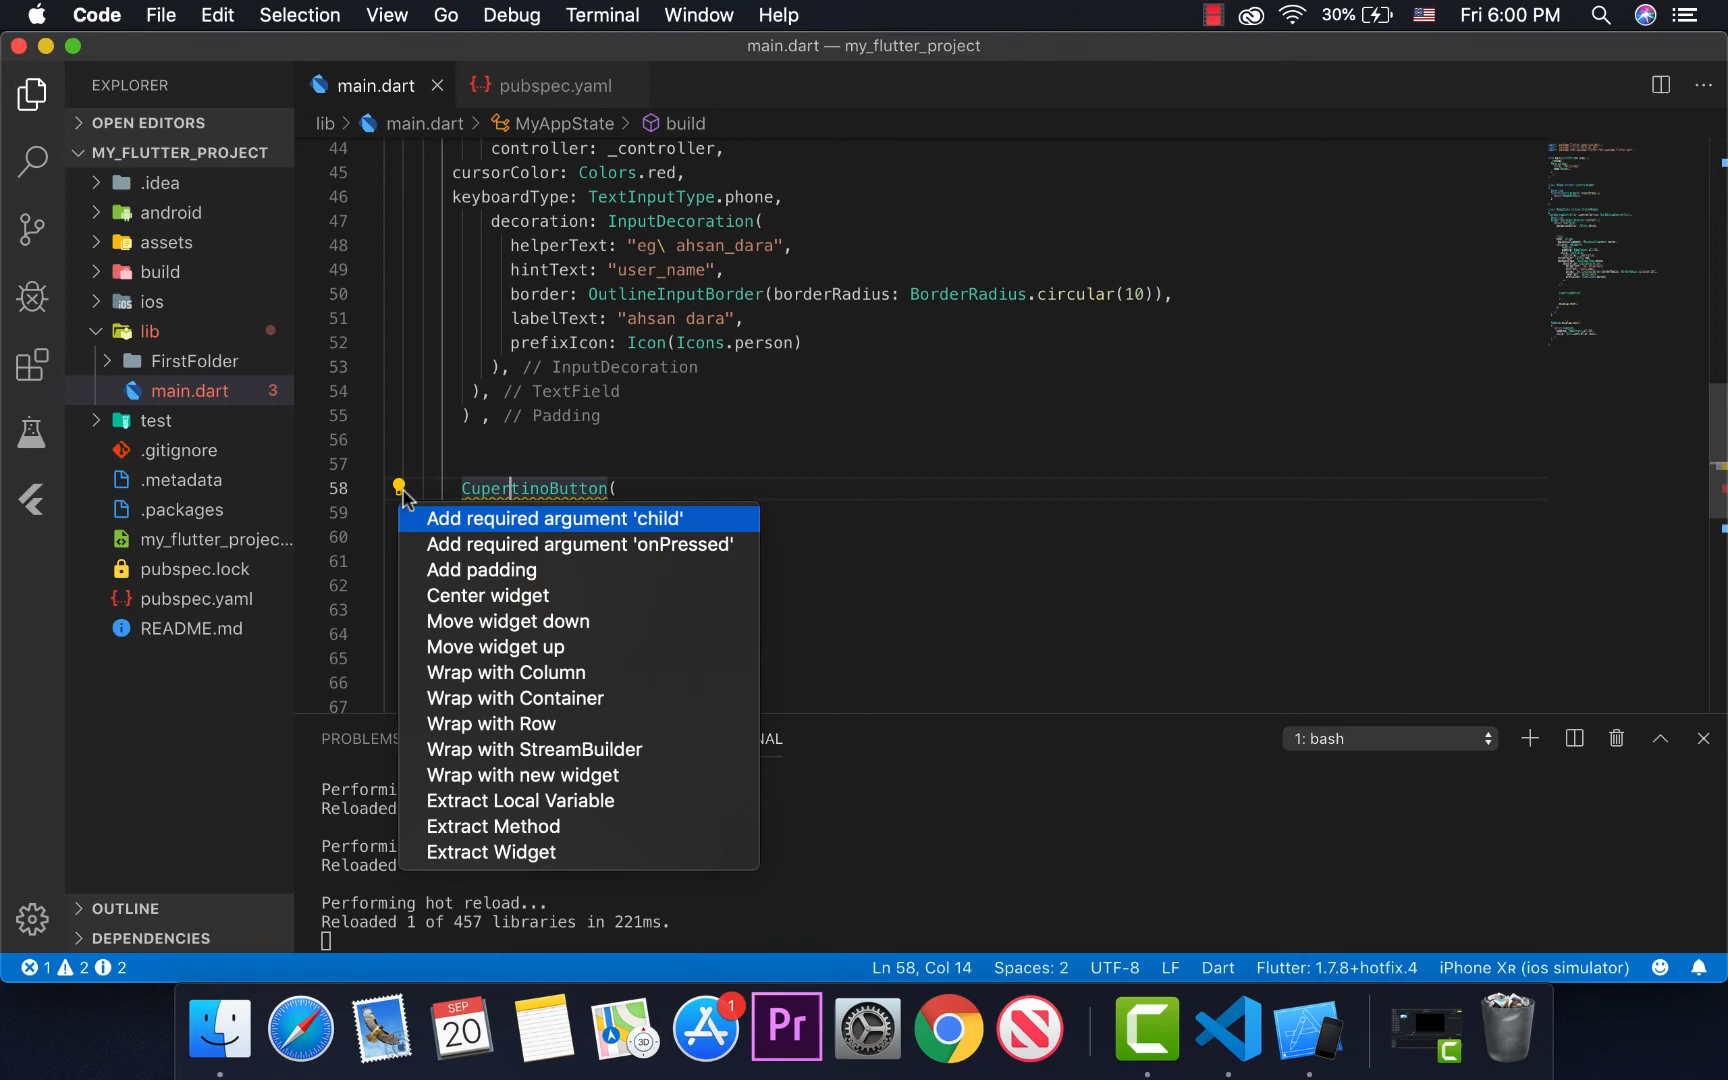 Code File Edit Selection View Go Debug Terminal Window Help 30% Fri 6:00 PM
main.dart — my_flutter_project
EXPLORER
main.dart
pubspec.yaml
lib > main.dart > MyAppState > build
OPEN EDITORS
MY_FLUTTER_PROJECT
.idea
android
assets
build
ios
lib
FirstFolder
main.dart 3
test
.gitignore
.metadata
.packages
my_flutter_projec...
pubspec.lock
pubspec.yaml
README.md
OUTLINE
DEPENDENCIES
44 controller: _controller,
45 cursorColor: Colors.red,
46 keyboardType: TextInputType.phone,
47 decoration: InputDecoration(
48 helperText: "eg\ ahsan_dara",
49 hintText: "user_name",
50 border: OutlineInputBorder(borderRadius: BorderRadius.circular(10)),
51 labelText: "ahsan dara",
52 prefixIcon: Icon(Icons.person)
53 ), // InputDecoration
54 ), // TextField
55 ) , // Padding
56
57
58 CupertinoButton(
59
60
61
62
63
64
65
66
67
Add required argument 'child'
Add required argument 'onPressed'
Add padding
Center widget
Move widget down
Move widget up
Wrap with Column
Wrap with Container
Wrap with Row
Wrap with StreamBuilder
Wrap with new widget
Extract Local Variable
Extract Method
Extract Widget
PROBLEMS
1: bash
Performi
Reloaded
Performi
Reloaded
Performing hot reload...
Reloaded 1 of 457 libraries in 221ms.
1 2 2 Ln 58, Col 14 Spaces: 2 UTF-8 LF Dart Flutter: 1.7.8+hotfix.4 iPhone Xʀ (ios simulator)
SEP
20
3D
1
Pr